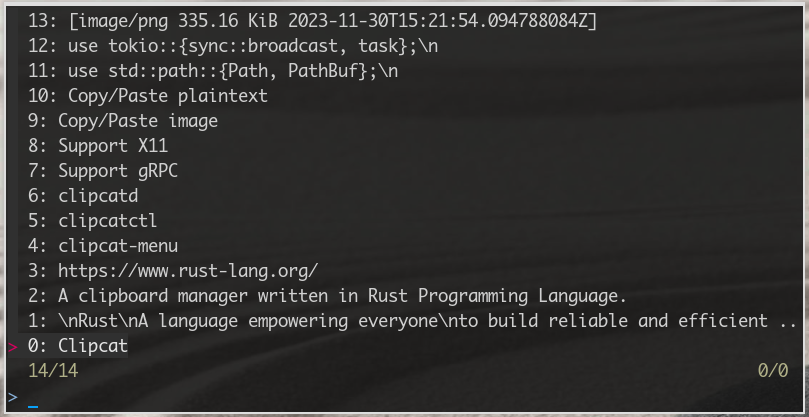 13: [image/png 335.16 KiB 2023-11-30T15:21:54.094788084Z]
12: use tokio::{sync::broadcast, task};\n
11: use std::path::{Path, PathBuf};\n
10: Copy/Paste plaintext
9: Copy/Paste image
8: Support X11
7: Support gRPC
6: clipcatd
5: clipcatctl
4: clipcat-menu
3: https://www.rust-lang.org/
2: A clipboard manager written in Rust Programming Language.
1: \nRust\nA language empowering everyone\nto build reliable and efficient ..
> 0: Clipcat
14/14 0/0
> _